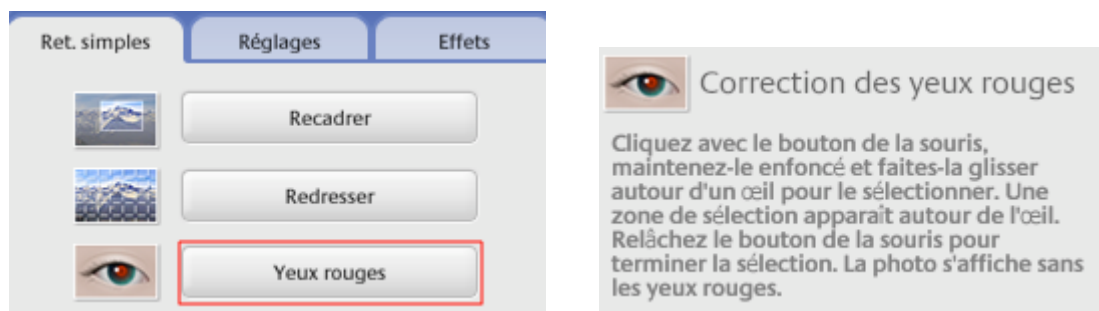 Ret. simples
Réglages
Effets
Recadrer
Redresser
Yeux rouges
Correction des yeux rouges
Cliquez avec le bouton de la souris,
maintenez-le enfoncé et faites-la glisser
autour d'un œil pour le sélectionner. Une
zone de sélection apparaît autour de l'œil.
Relâchez le bouton de la souris pour
terminer la sélection. La photo s'affiche sans
les yeux rouges.